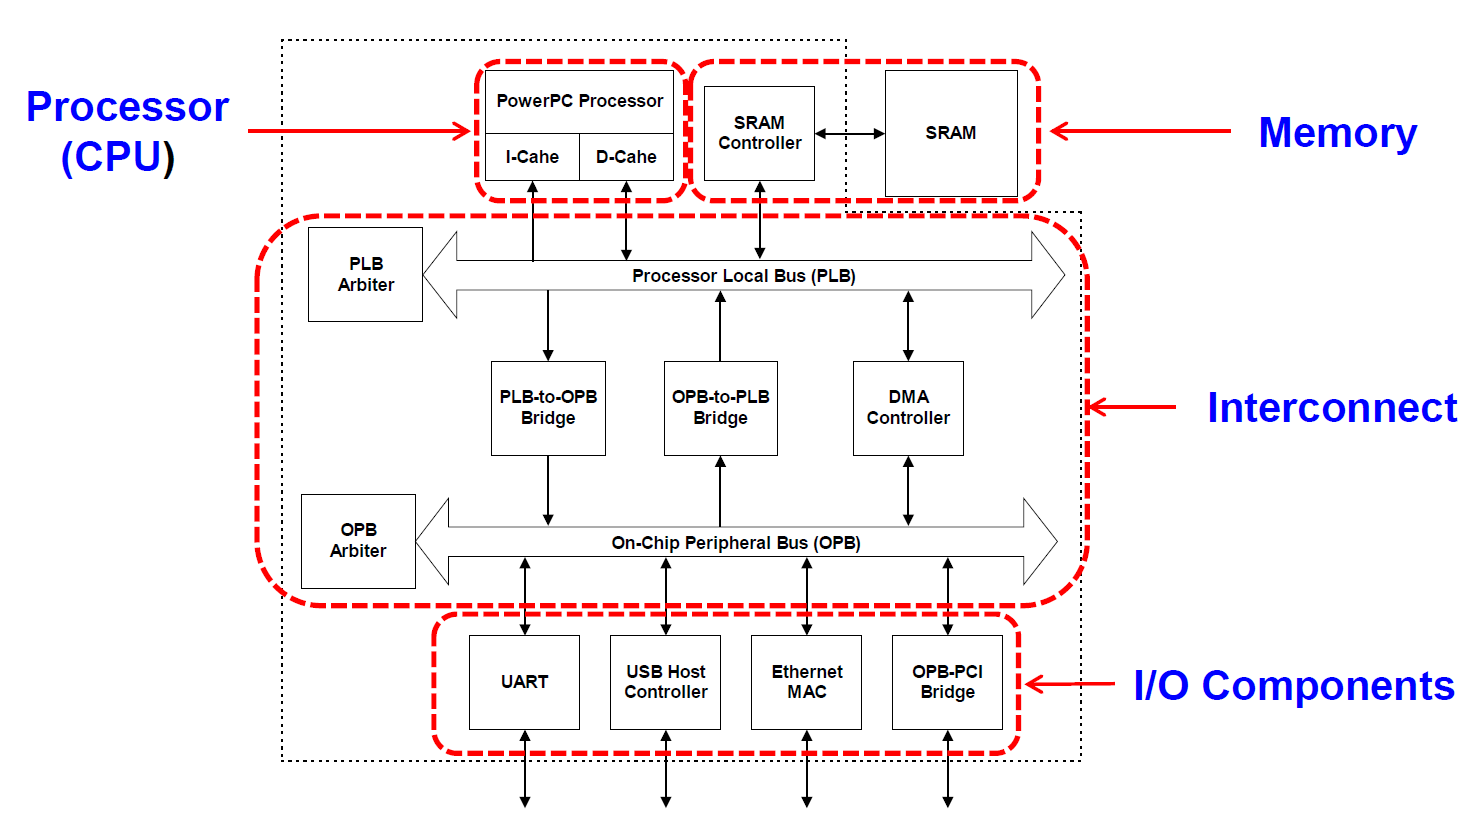 Processor
(CPU)
PowerPC Processor
I-Cahe
D-Cahe
SRAM
Controller
SRAM
Memory
PLB
Arbiter
Processor Local Bus (PLB)
PLB-to-OPB
Bridge
OPB-to-PLB
Bridge
DMA
Controller
Interconnect
OPB
Arbiter
On-Chip Peripheral Bus (OPB)
UART
USB Host
Controller
Ethernet
MAC
OPB-PCI
Bridge
I/O Components